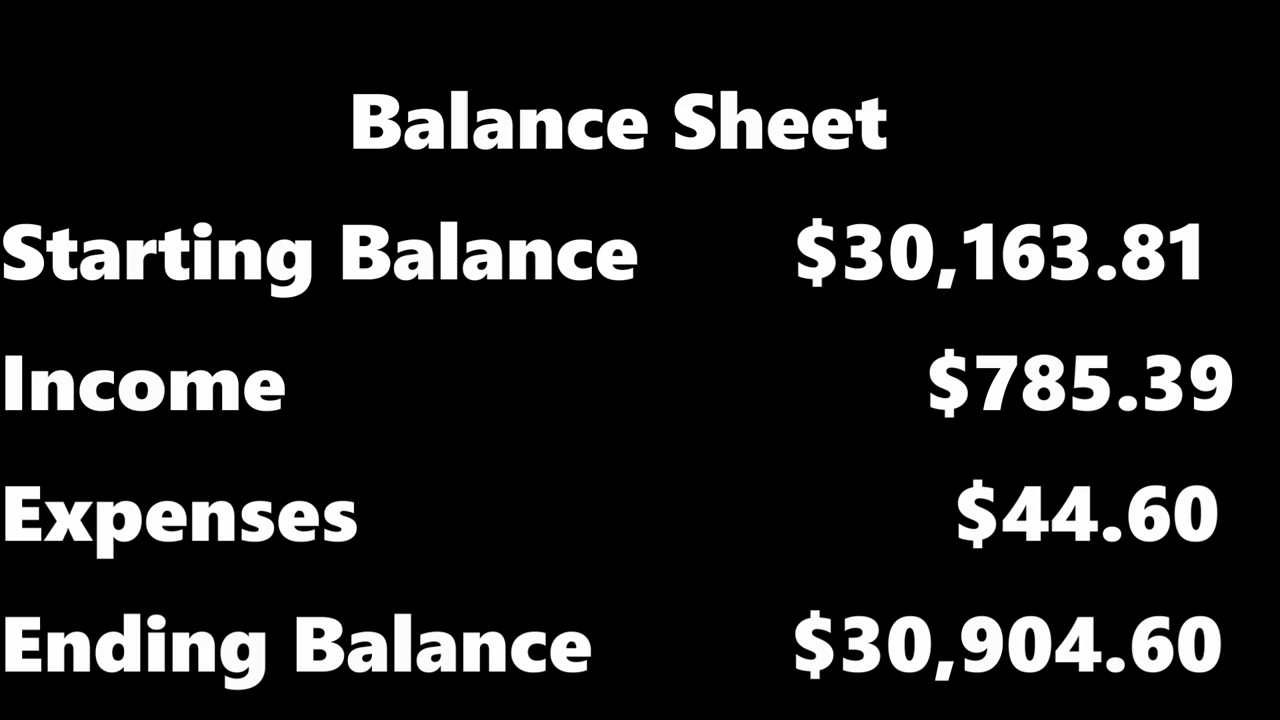 Balance Sheet
Starting Balance $30,163.81
Income $785.39
Expenses $44.60
Ending Balance $30,904.60